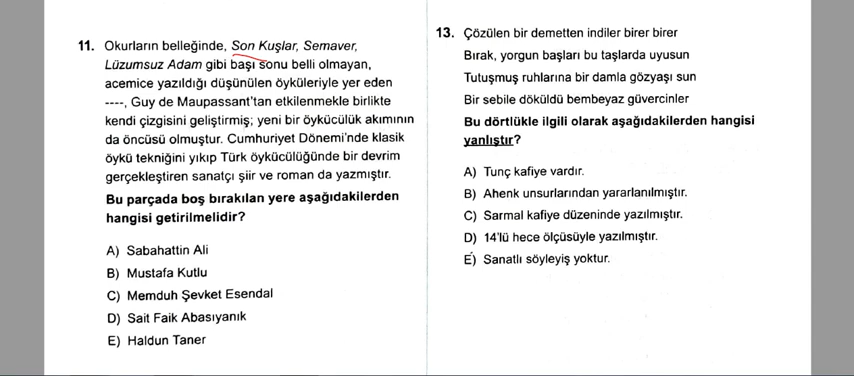 11. Okurların belleğinde, Son Kuşlar, Semaver,
Lüzumsuz Adam gibi başı sonu belli olmayan,
acemice yazıldığı düşünülen öyküleriyle yer eden
----, Guy de Maupassant'tan etkilenmekle birlikte
kendi çizgisini geliştirmiş; yeni bir öykücülük akımının
da öncüsü olmuştur. Cumhuriyet Dönemi'nde klasik
öykü tekniğini yıkıp Türk öykücülüğünde bir devrim
gerçekleştiren sanatçı şiir ve roman da yazmıştır.
Bu parçada boş bırakılan yere aşağıdakilerden
hangisi getirilmelidir?
A) Sabahattin Ali
B) Mustafa Kutlu
C) Memduh Şevket Esendal
D) Sait Faik Abasıyanık
E) Haldun Taner
13. Çözülen bir demetten indiler birer birer
Bırak, yorgun başları bu taşlarda uyusun
Tutuşmuş ruhlarına bir damla gözyaşı sun
Bir sebile döküldü bembeyaz güvercinler
Bu dörtlükle ilgili olarak aşağıdakilerden hangisi
yanlıştır?
A) Tunç kafiye vardır.
B) Ahenk unsurlarından yararlanılmıştır.
C) Sarmal kafiye düzeninde yazılmıştır.
D) 14'lü hece ölçüsüyle yazılmıştır.
E) Sanatlı söyleyiş yoktur.